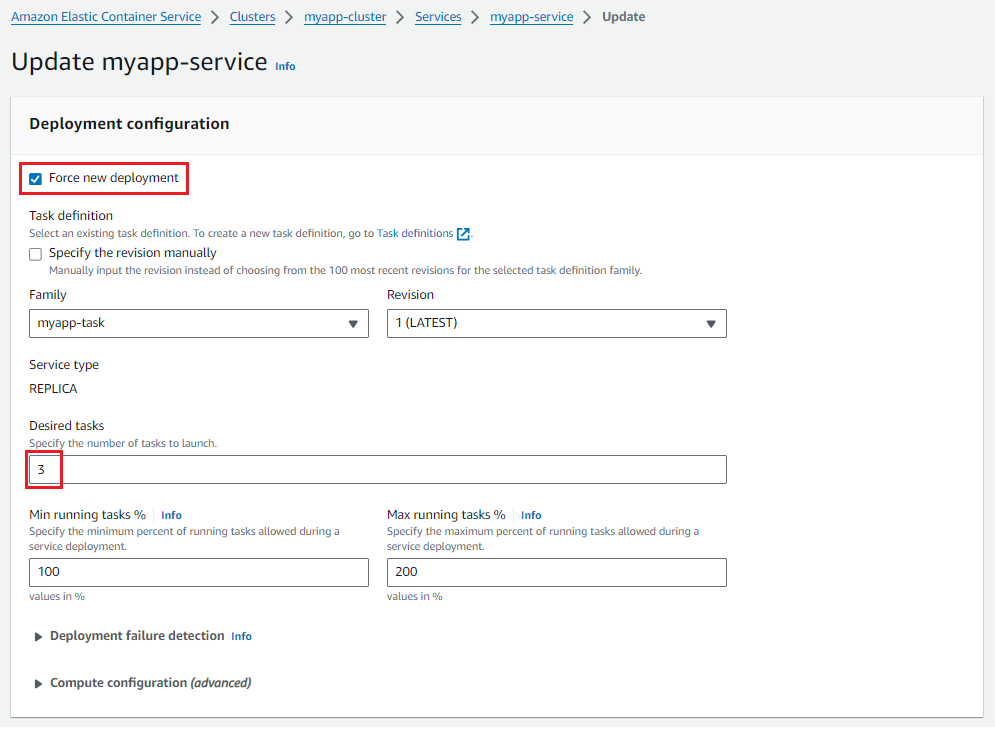 Amazon Elastic Container Service > Clusters > myapp-cluster > Services > myapp-service > Update
Update myapp-service Info
Deployment configuration
Force new deployment
Task definition
Select an existing task definition. To create a new task definition, go to Task definitions.
Specify the revision manually
Manually input the revision instead of choosing from the 100 most recent revisions for the selected task definition family.
Family
myapp-task
Revision
1 (LATEST)
Service type
REPLICA
Desired tasks
Specify the number of tasks to launch.
3
Min running tasks % Info
Specify the minimum percent of running tasks allowed during a
service deployment.
100
values in %
Max running tasks % Info
Specify the maximum percent of running tasks allowed during a
service deployment.
200
values in %
Deployment failure detection Info
Compute configuration (advanced)